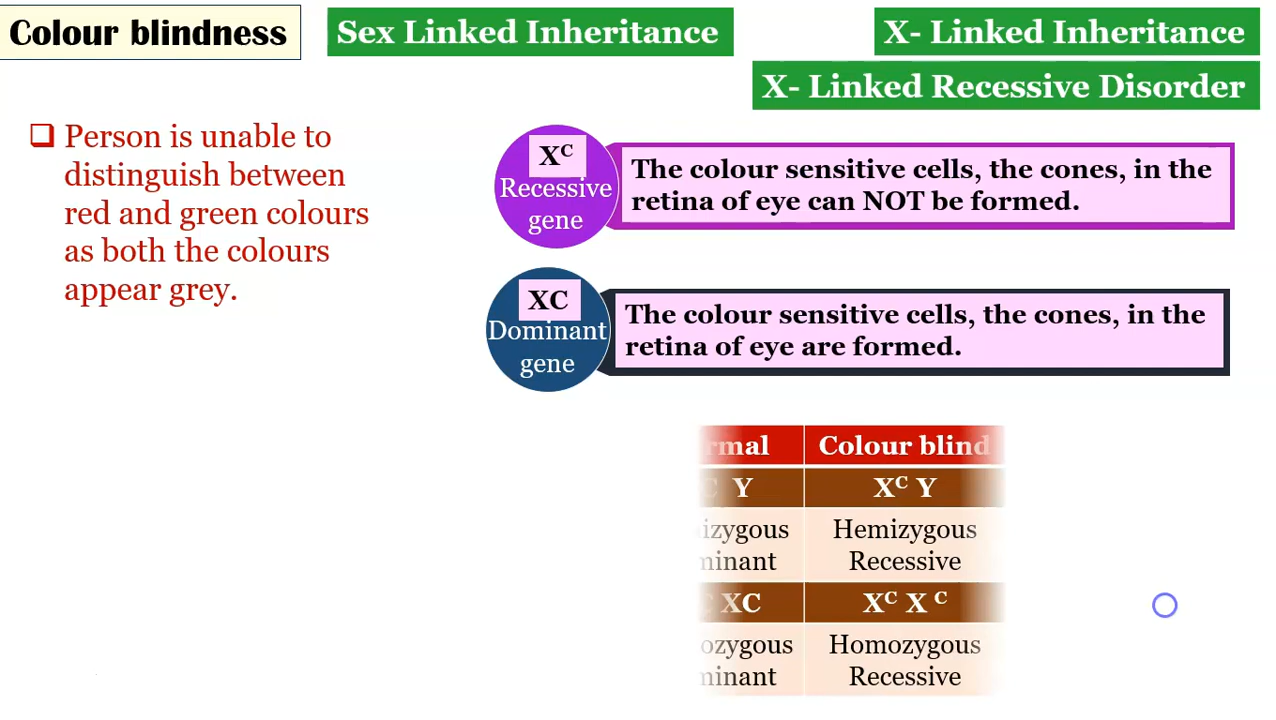 Colour blindness
Sex Linked Inheritance
X- Linked Inheritance
X- Linked Recessive Disorder
❑ Person is unable to
distinguish between
red and green colours
as both the colours
appear grey.
Xᶜ
Recessive
gene
The colour sensitive cells, the cones, in the
retina of eye can NOT be formed.
XC
Dominant
gene
The colour sensitive cells, the cones, in the
retina of eye are formed.
Colour blind
Y Xᶜ Y
Hemizygous
Recessive
XC Xᶜ X ᶜ
Homozygous
Recessive